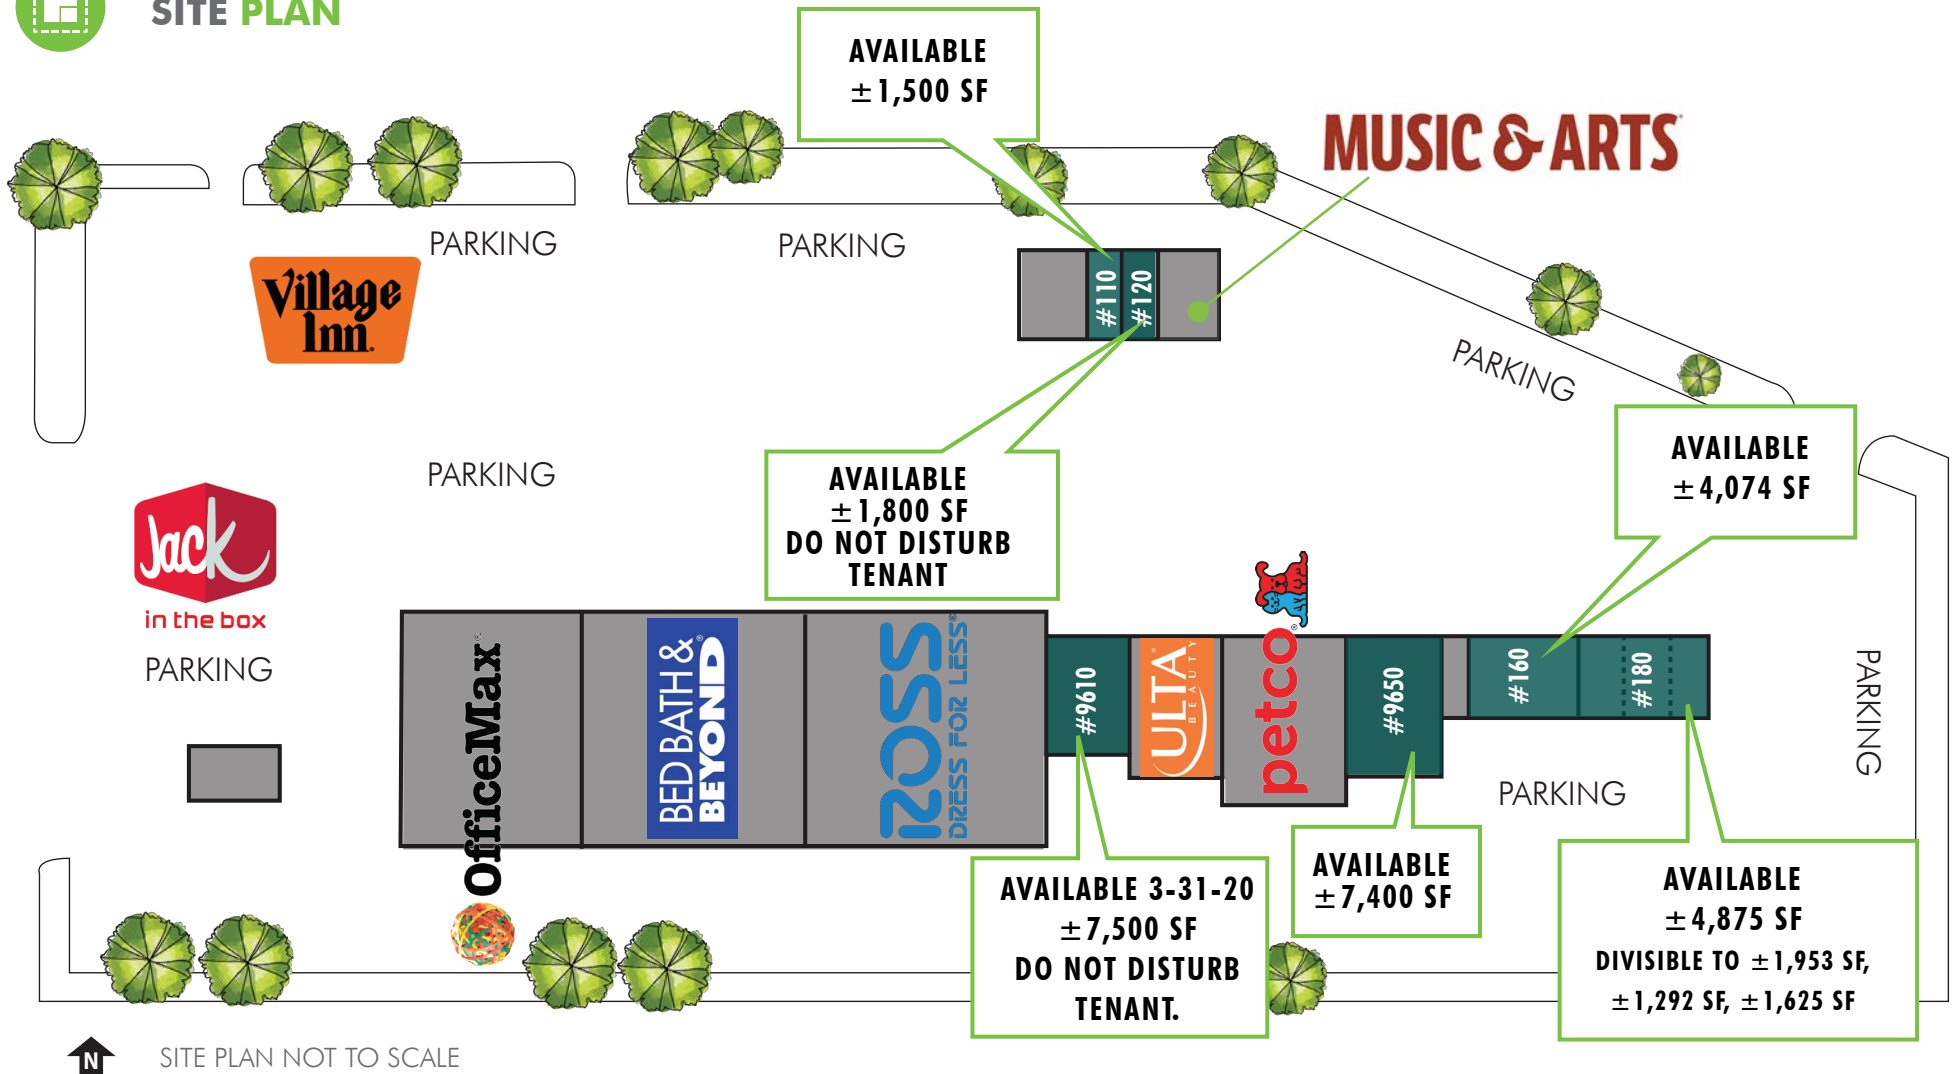 SITE PLAN
AVAILABLE
±1,500 SF
MUSIC & ARTS
PARKING
PARKING
Village
Inn
#110
#120
PARKING
PARKING
AVAILABLE
±1,800 SF
DO NOT DISTURB
TENANT
AVAILABLE
±4,074 SF
Jack
in the box
PARKING
OfficeMax
BED BATH &
BEYOND
ROSS
DRESS FOR LESS
#9610
ULTA
BEAUTY
petco
#9650
#160
#180
PARKING
PARKING
AVAILABLE 3-31-20
±7,500 SF
DO NOT DISTURB
TENANT.
AVAILABLE
±7,400 SF
AVAILABLE
±4,875 SF
DIVISIBLE TO ±1,953 SF,
±1,292 SF, ±1,625 SF
N
SITE PLAN NOT TO SCALE